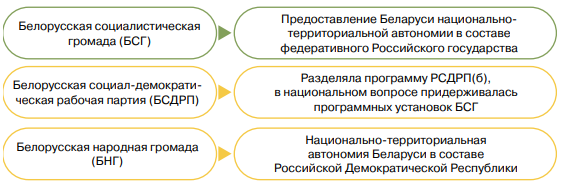 Белорусская социалистическая
громада (БСГ)
Предоставление Беларуси национально-
территориальной автономии в составе
федеративного Российского государства
Белорусская социал-демократи-
ческая рабочая партия (БСДРП)
Разделяла программу РСДРП(б),
в национальном вопросе придерживалась
программных установок БСГ
Белорусская народная громада
(БНГ)
Национально-территориальная
автономия Беларуси в составе
Российской Демократической Республики